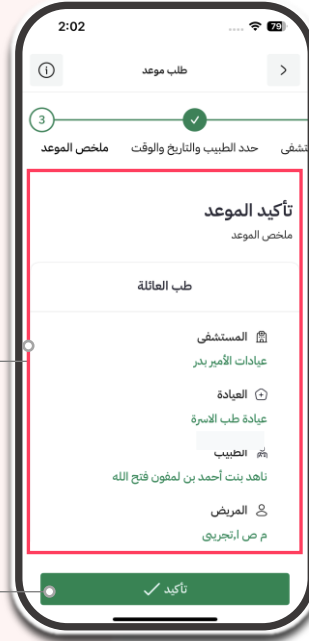 2:02
79
طلب موعد
3
تشفى
حدد الطبيب والتاريخ والوقت
ملخص الموعد
تأكيد الموعد
ملخص الموعد
طب العائلة
المستشفى
عيادات الأمير بدر
العيادة
عيادة طب الاسرة
الطبيب
ناهد بنت أحمد بن لمفون فتح الله
المريض
م ص ا,تجريبى
تأكيد